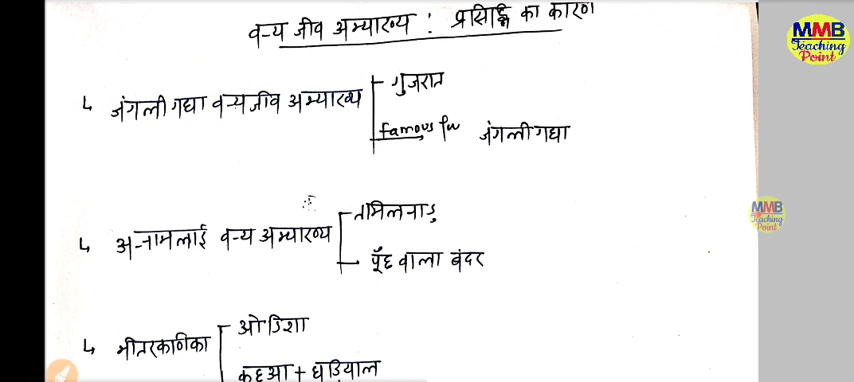 वन्य जीव अभ्यारण्य : प्रसिद्धि का कारण
MMB
Teaching
Point
↳ जंगली गधा वन्यजीव अभ्यारण्य
गुजरात
famous for जंगली गधा
MMB
Teaching
Point
↳ अन्नामलाई वन्य अभ्यारण्य
तामिलनाडु
पूँछ वाला बंदर
↳ भीतरकणिका
ओडिशा
कछुआ + घड़ियाल